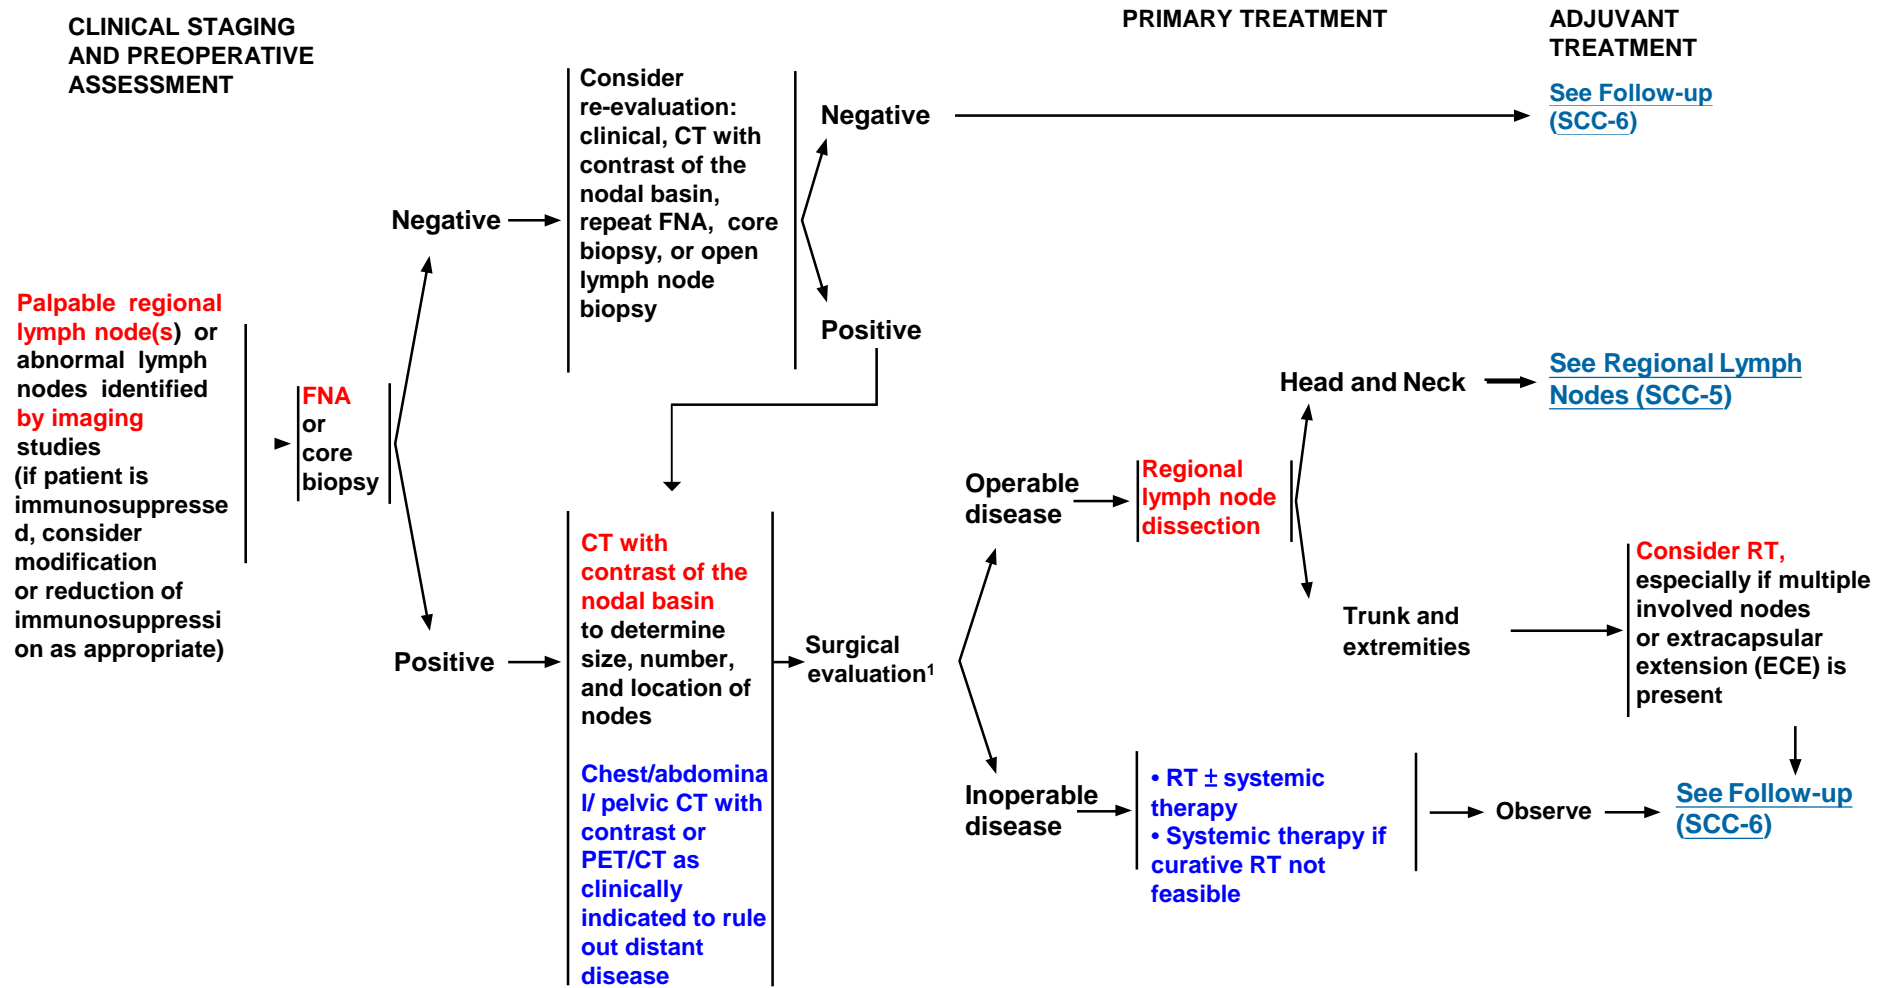 CLINICAL STAGING
AND PREOPERATIVE
ASSESSMENT
PRIMARY TREATMENT
ADJUVANT
TREATMENT
Palpable regional
lymph node(s) or
abnormal lymph
nodes identified
by imaging
studies
(if patient is
immunosuppresse
d, consider
modification
or reduction of
immunosuppressi
on as appropriate)
FNA
or
core
biopsy
Negative
Consider
re-evaluation:
clinical, CT with
contrast of the
nodal basin,
repeat FNA, core
biopsy, or open
lymph node
biopsy
Negative
See Follow-up
(SCC-6)
Positive
Positive
CT with
contrast of the
nodal basin
to determine
size, number,
and location of
nodes
Chest/abdomina
l/ pelvic CT with
contrast or
PET/CT as
clinically
indicated to rule
out distant
disease
Surgical
evaluation¹
Operable
disease
Regional
lymph node
dissection
Head and Neck
See Regional Lymph
Nodes (SCC-5)
Trunk and
extremities
Consider RT,
especially if multiple
involved nodes
or extracapsular
extension (ECE) is
present
Inoperable
disease
• RT ± systemic
therapy
• Systemic therapy if
curative RT not
feasible
Observe
See Follow-up
(SCC-6)